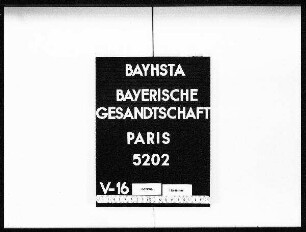 BAYHSTA
BAYERISCHE
GESANDTSCHAFT
PARIS
5202
V-16